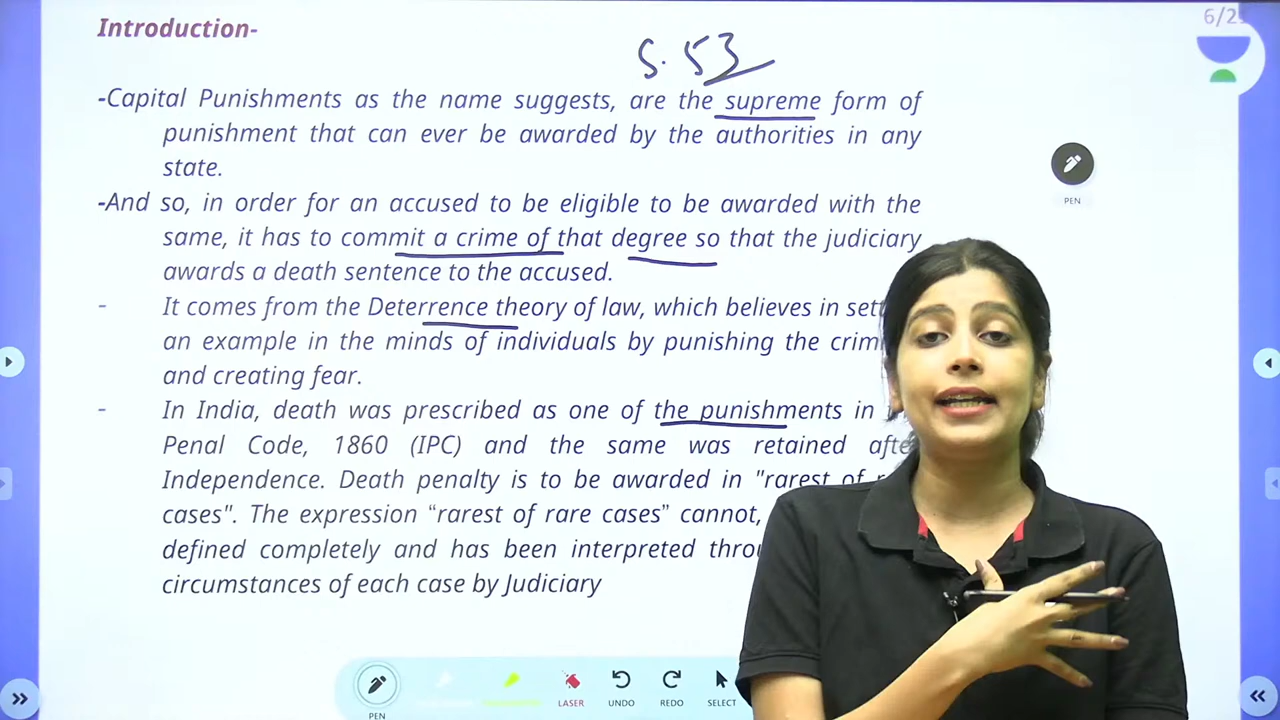 Introduction-
6/2
S. 53
-Capital Punishments as the name suggests, are the supreme form of
punishment that can ever be awarded by the authorities in any
state.
PEN
-And so, in order for an accused to be eligible to be awarded with the
same, it has to commit a crime of that degree so that the judiciary
awards a death sentence to the accused.
- It comes from the Deterrence theory of law, which believes in
an example in the minds of individuals by punishing the
and creating fear.
- In India, death was prescribed as one of the punishments in
Penal Code, 1860 (IPC) and the same was retained
Independence. Death penalty is to be awarded in "rarest of
cases". The expression “rarest of rare cases” cannot,
defined completely and has been interpreted
circumstances of each case by Judiciary
PEN LASER UNDO REDO SELECT